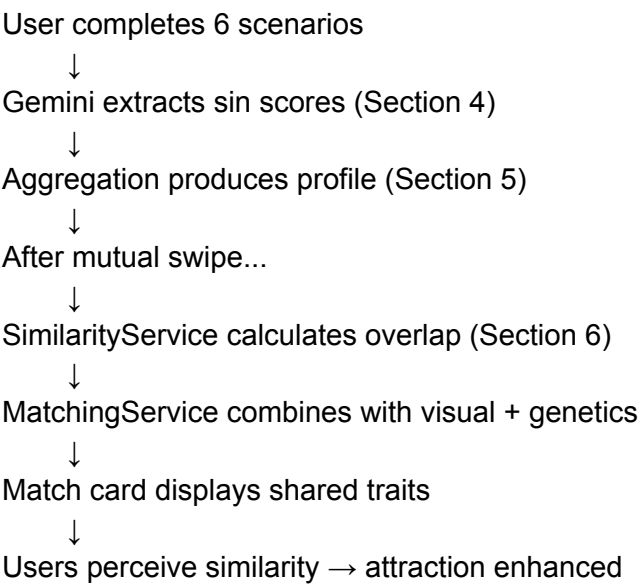 User completes 6 scenarios
↓
Gemini extracts sin scores (Section 4)
↓
Aggregation produces profile (Section 5)
↓
After mutual swipe...
↓
SimilarityService calculates overlap (Section 6)
↓
MatchingService combines with visual + genetics
↓
Match card displays shared traits
↓
Users perceive similarity → attraction enhanced